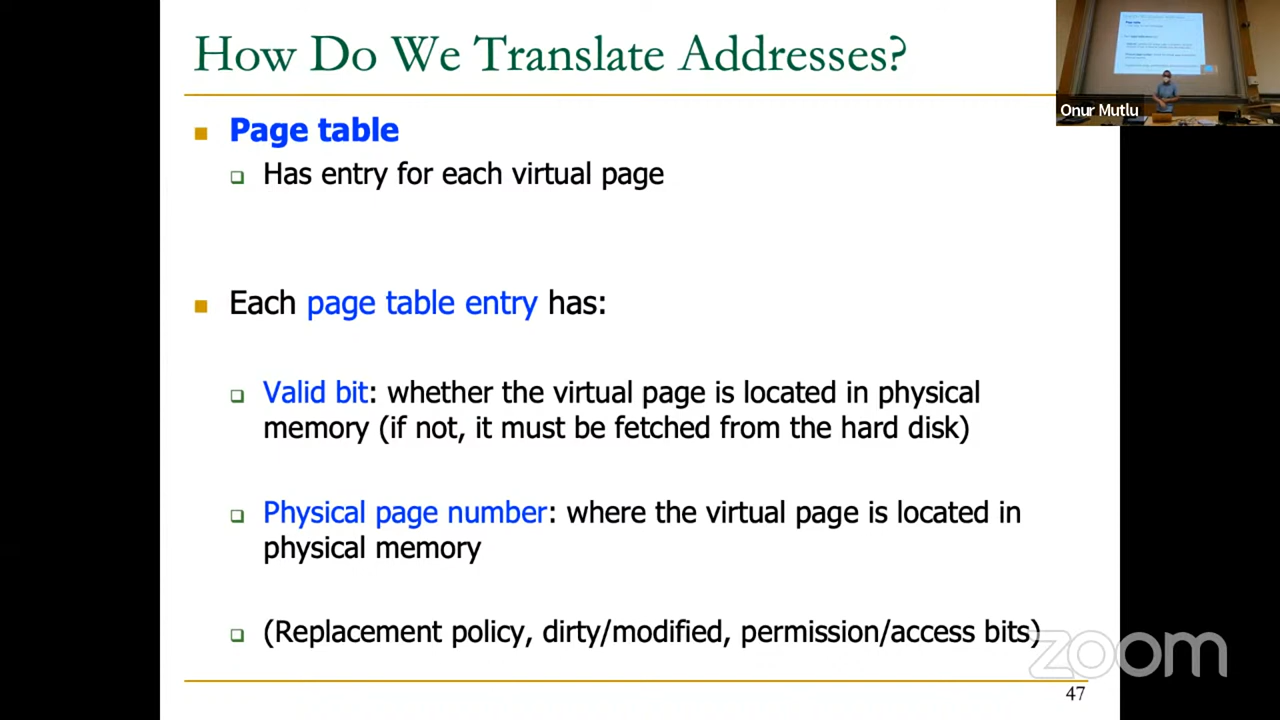 How Do We Translate Addresses?
Onur Mutlu
Page table
Has entry for each virtual page
Each page table entry has:
Valid bit: whether the virtual page is located in physical
memory (if not, it must be fetched from the hard disk)
Physical page number: where the virtual page is located in
physical memory
(Replacement policy, dirty/modified, permission/access bits)
zoom
47